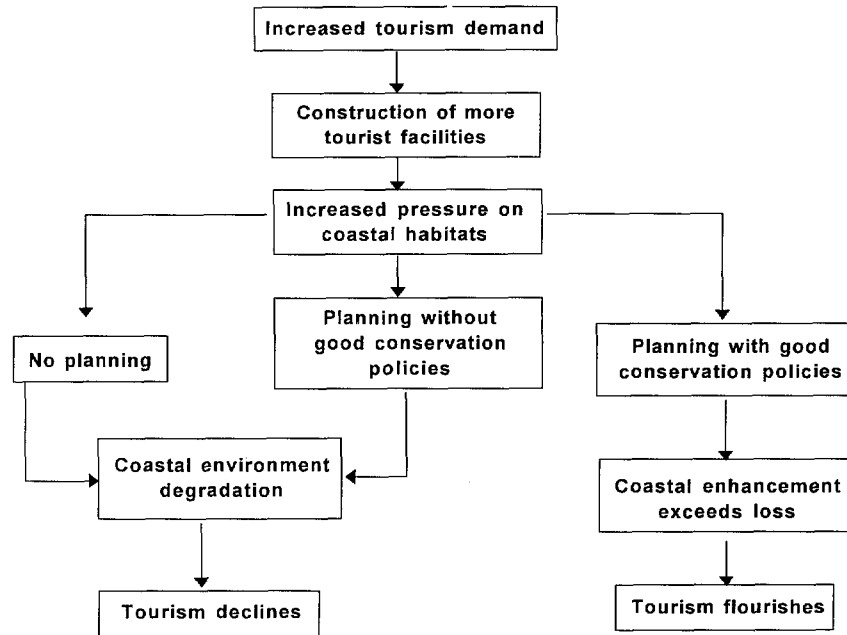 Increased tourism demand
Construction of more
tourist facilities
Increased pressure on
coastal habitats
No planning
Planning without
good conservation
policies
Planning with good
conservation policies
Coastal environment
degradation
Coastal enhancement
exceeds loss
Tourism declines
Tourism flourishes